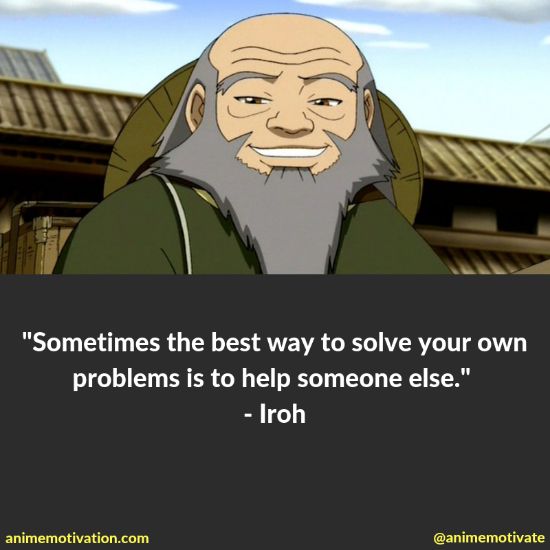 "Sometimes the best way to solve your own
problems is to help someone else."
- Iroh
animemotivation.com
@animemotivate